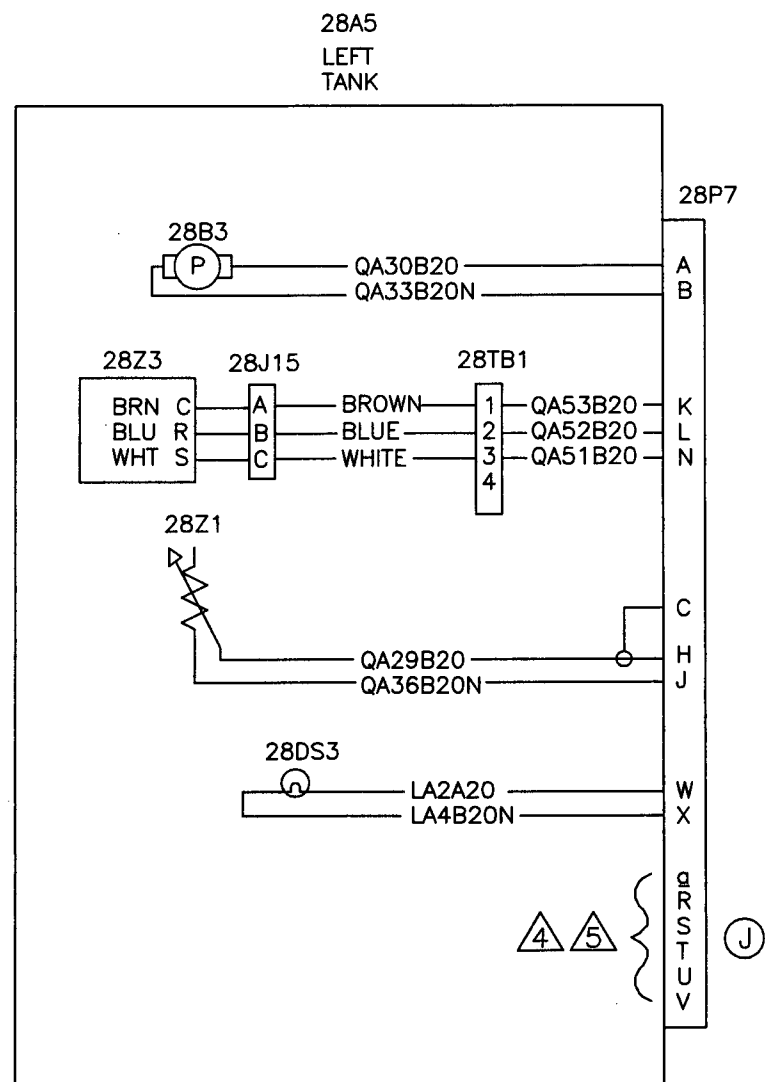 28A5
LEFT
TANK
28P7
28B3
P
QA30B20
A
QA33B20N
B
28Z3
28J15
28TB1
BRN C
A
BROWN
1
QA53B20
K
BLU R
B
BLUE
2
QA52B20
L
WHT S
C
WHITE
3
QA51B20
N
4
28Z1
C
QA29B20
H
QA36B20N
J
28DS3
LA2A20
W
LA4B20N
X
a
R
S
T
U
V
4
5
J